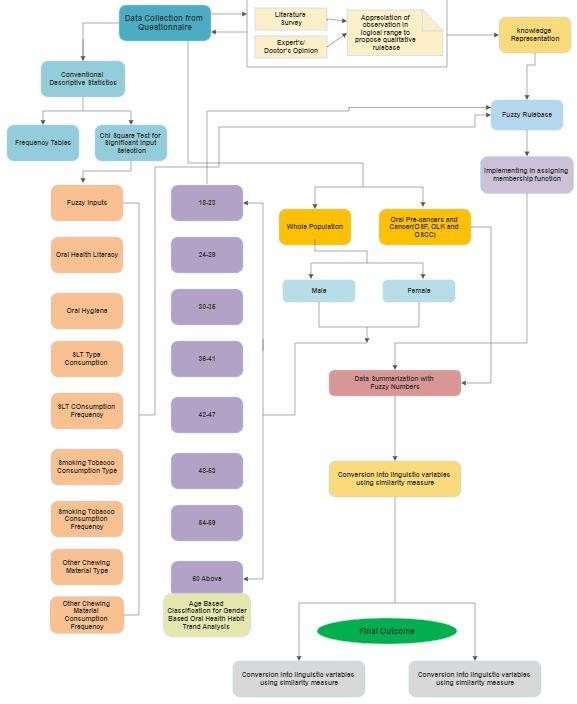 Data Collection from
Questionnaire
Literature
Survey
Expert's/
Doctor's Opinion
Appreciation of
observation in
logical range to
propose qualitative
rulebase
knowledge
Representation
Conventional
Descriptive Statistics
Frequency Tables
Chi Square Test for
Significant Input
Selection
Fuzzy Rulebase
Implementing in assigning
membership function
Fuzzy Inputs
Oral Health Literacy
Oral Hygiene
SLT Type
Consumption
SLT COnsumption
Frequency
Smoking Tobacco
Consumption Type
Smoking Tobacco
Consumption
Frequency
Other Chewing
Material Type
Other Chewing
Material
Consumption
Frequency
18-23
24-29
30-35
36-41
42-47
48-53
54-59
60 Above
Age Based
Classification for Gender
Based Oral Health Habit
Trend Analysis
Whole Population
Oral Pre-cancers and
Cancer(OSF, OLK and
OSCC)
Male
Female
Data Summarization with
Fuzzy Numbers
Conversion into linguistic variables
using similarity measure
Final Outcome
Conversion into linguistic variables
using similarity measure
Conversion into linguistic variables
using similarity measure